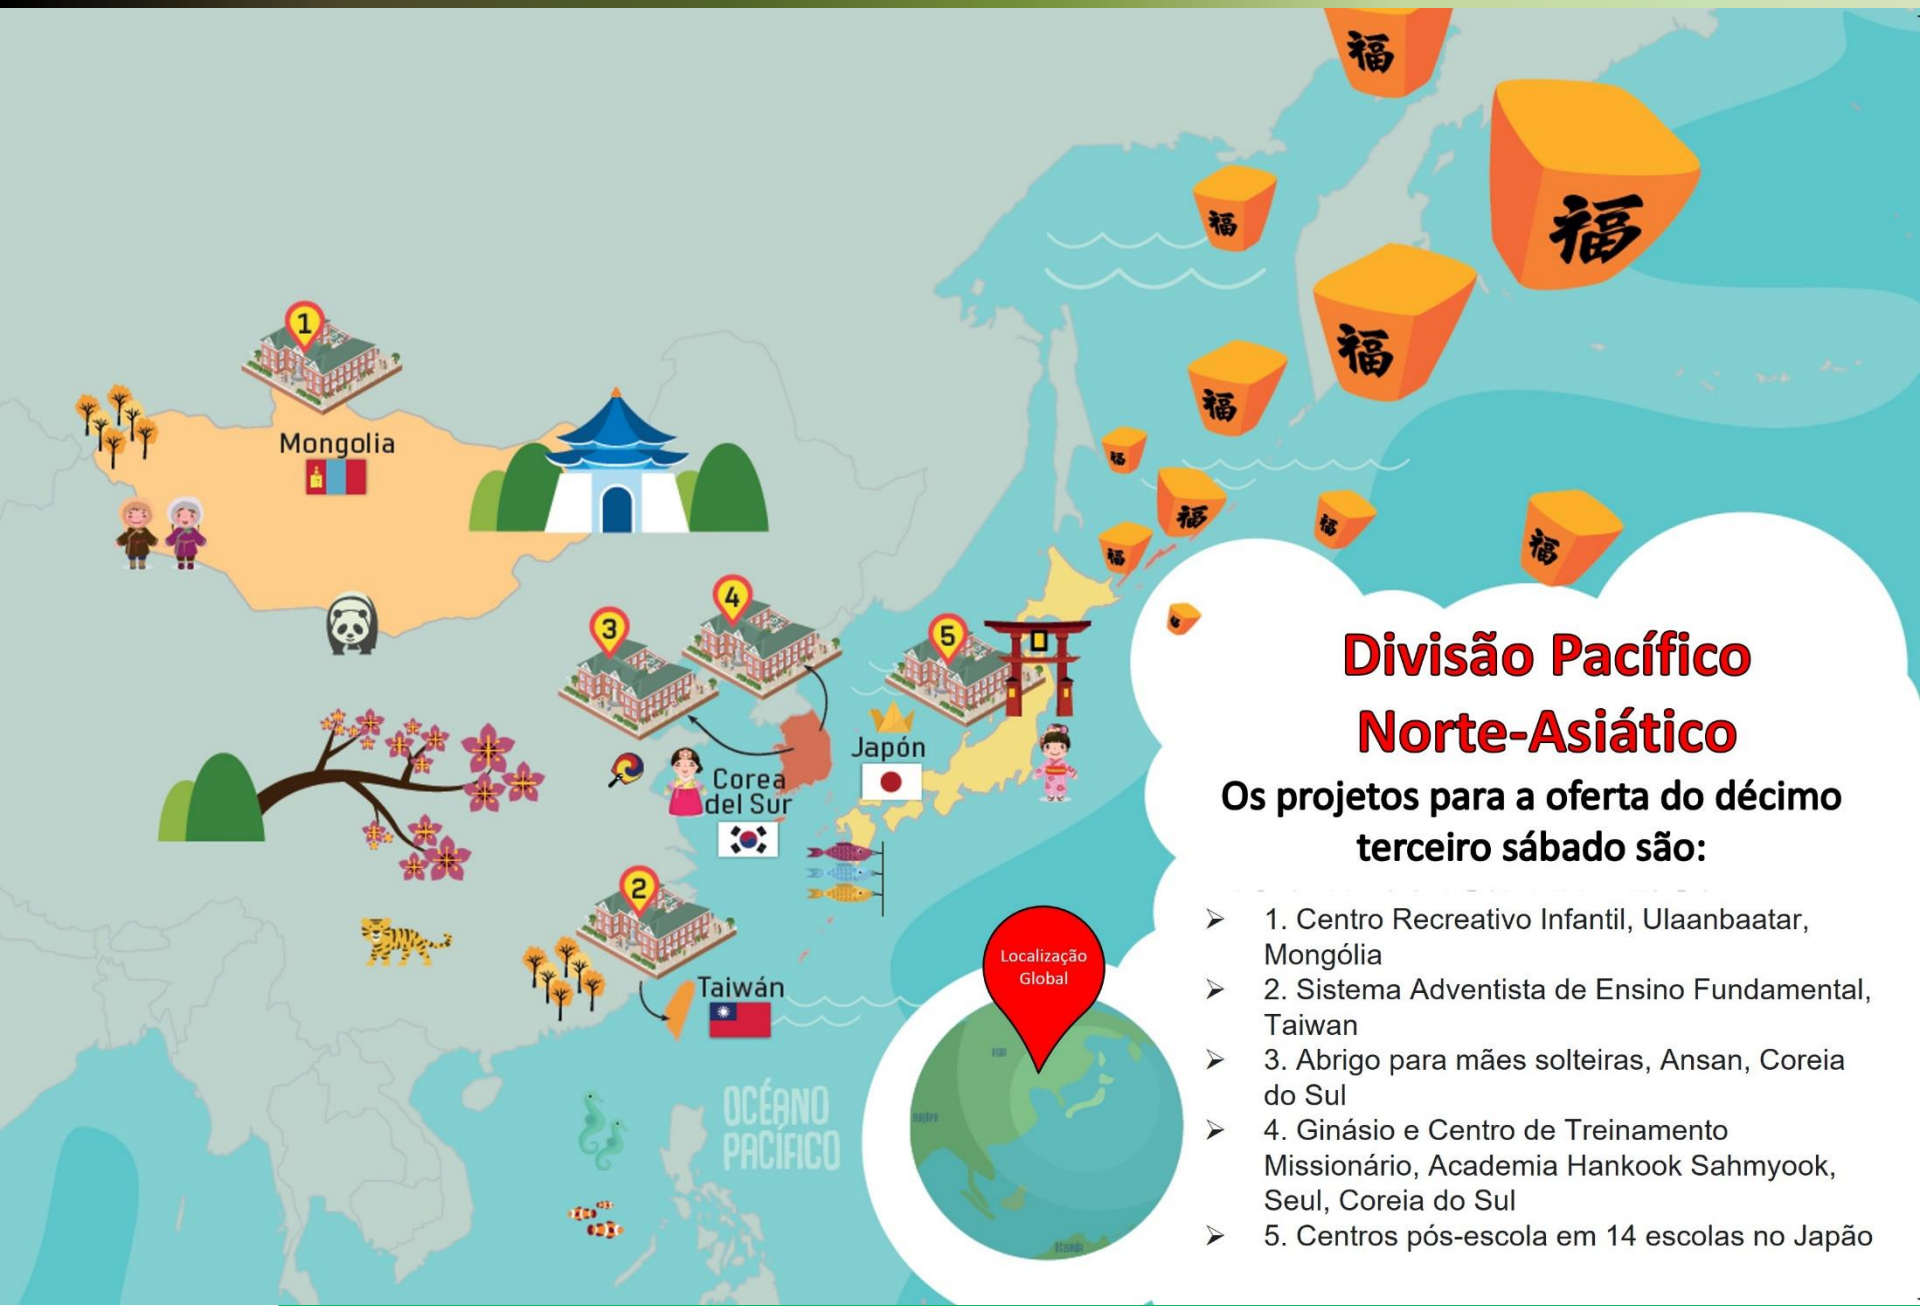 福
福
福
福
福
福
福
福
福
福
福
福
1
Mongolia
4
3
5
Japón
Corea
del Sur
2
Taiwán
OCÉANO
PACÍFICO
Divisão Pacífico
Norte-Asiático
Os projetos para a oferta do décimo
terceiro sábado são:
Localização
Global
➢ 1. Centro Recreativo Infantil, Ulaanbaatar,
Mongólia
➢ 2. Sistema Adventista de Ensino Fundamental,
Taiwan
➢ 3. Abrigo para mães solteiras, Ansan, Coreia
do Sul
➢ 4. Ginásio e Centro de Treinamento
Missionário, Academia Hankook Sahmyook,
Seul, Coreia do Sul
➢ 5. Centros pós-escola em 14 escolas no Japão